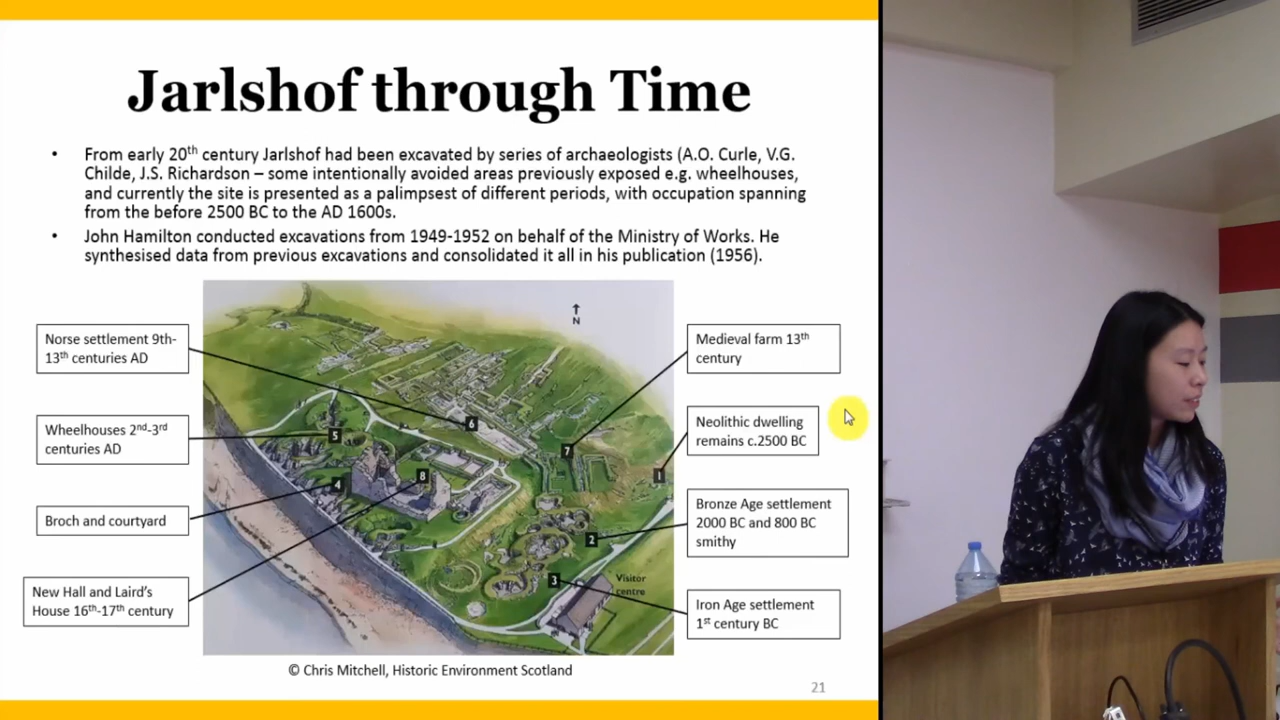 Jarlshof through Time
• From early 20th century Jarlshof had been excavated by series of archaeologists (A.O. Curle, V.G.
Childe, J.S. Richardson – some intentionally avoided areas previously exposed e.g. wheelhouses,
and currently the site is presented as a palimpsest of different periods, with occupation spanning
from the before 2500 BC to the AD 1600s.
• John Hamilton conducted excavations from 1949-1952 on behalf of the Ministry of Works. He
synthesised data from previous excavations and consolidated it all in his publication (1956).
Norse settlement 9th-
13th centuries AD
Wheelhouses 2nd-3rd
centuries AD
Broch and courtyard
New Hall and Laird's
House 16th-17th century
N
6
5
7
8
4
1
2
3
Visitor
centre
Medieval farm 13th
century
Neolithic dwelling
remains c.2500 BC
Bronze Age settlement
2000 BC and 800 BC
smithy
Iron Age settlement
1st century BC
© Chris Mitchell, Historic Environment Scotland
21